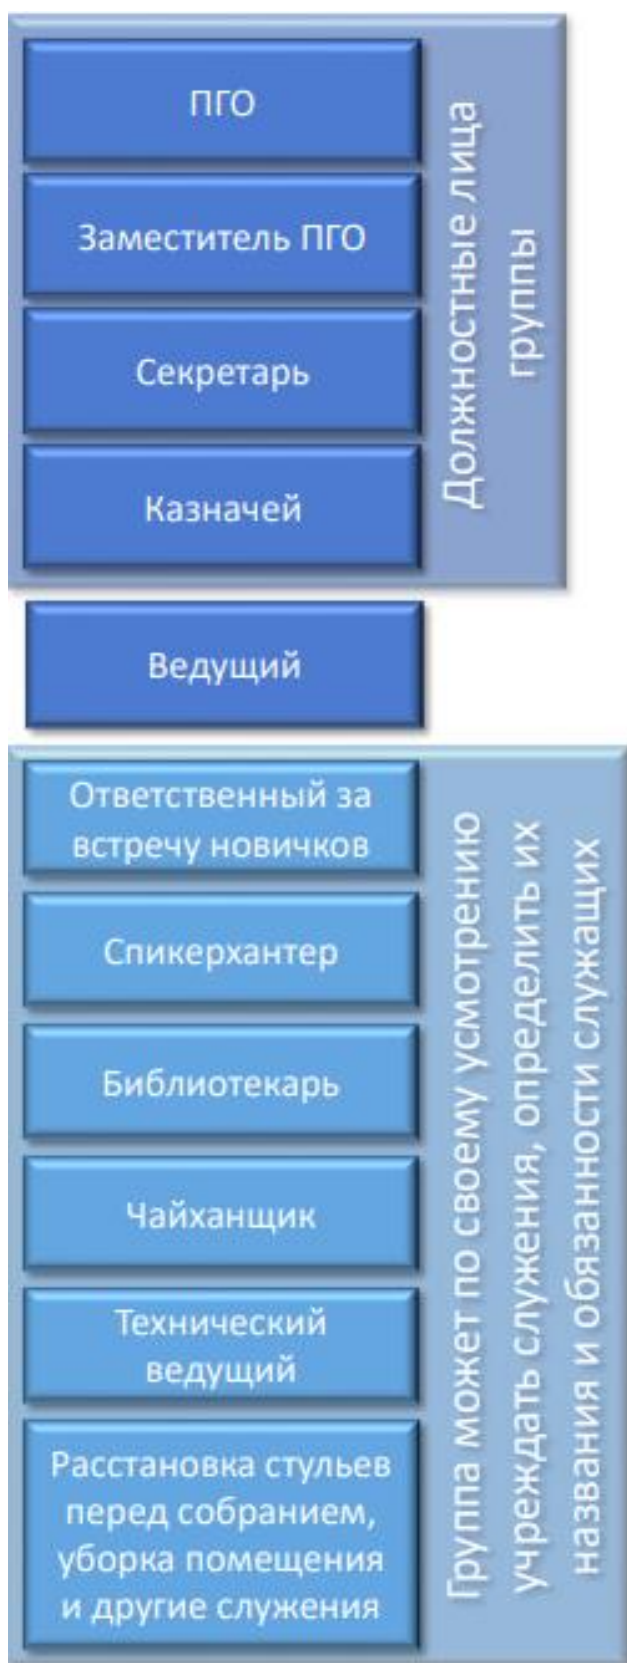 ПГО
Заместитель ПГО
Секретарь
Казначей
Должностные лица
группы
Ведущий
Ответственный за
встречу новичков
Спикерхантер
Библиотекарь
Чайханщик
Технический
ведущий
Расстановка стульев
перед собранием,
уборка помещения
и другие служения
Группа может по своему усмотрению
учреждать служения, определить их
названия и обязанности служащих